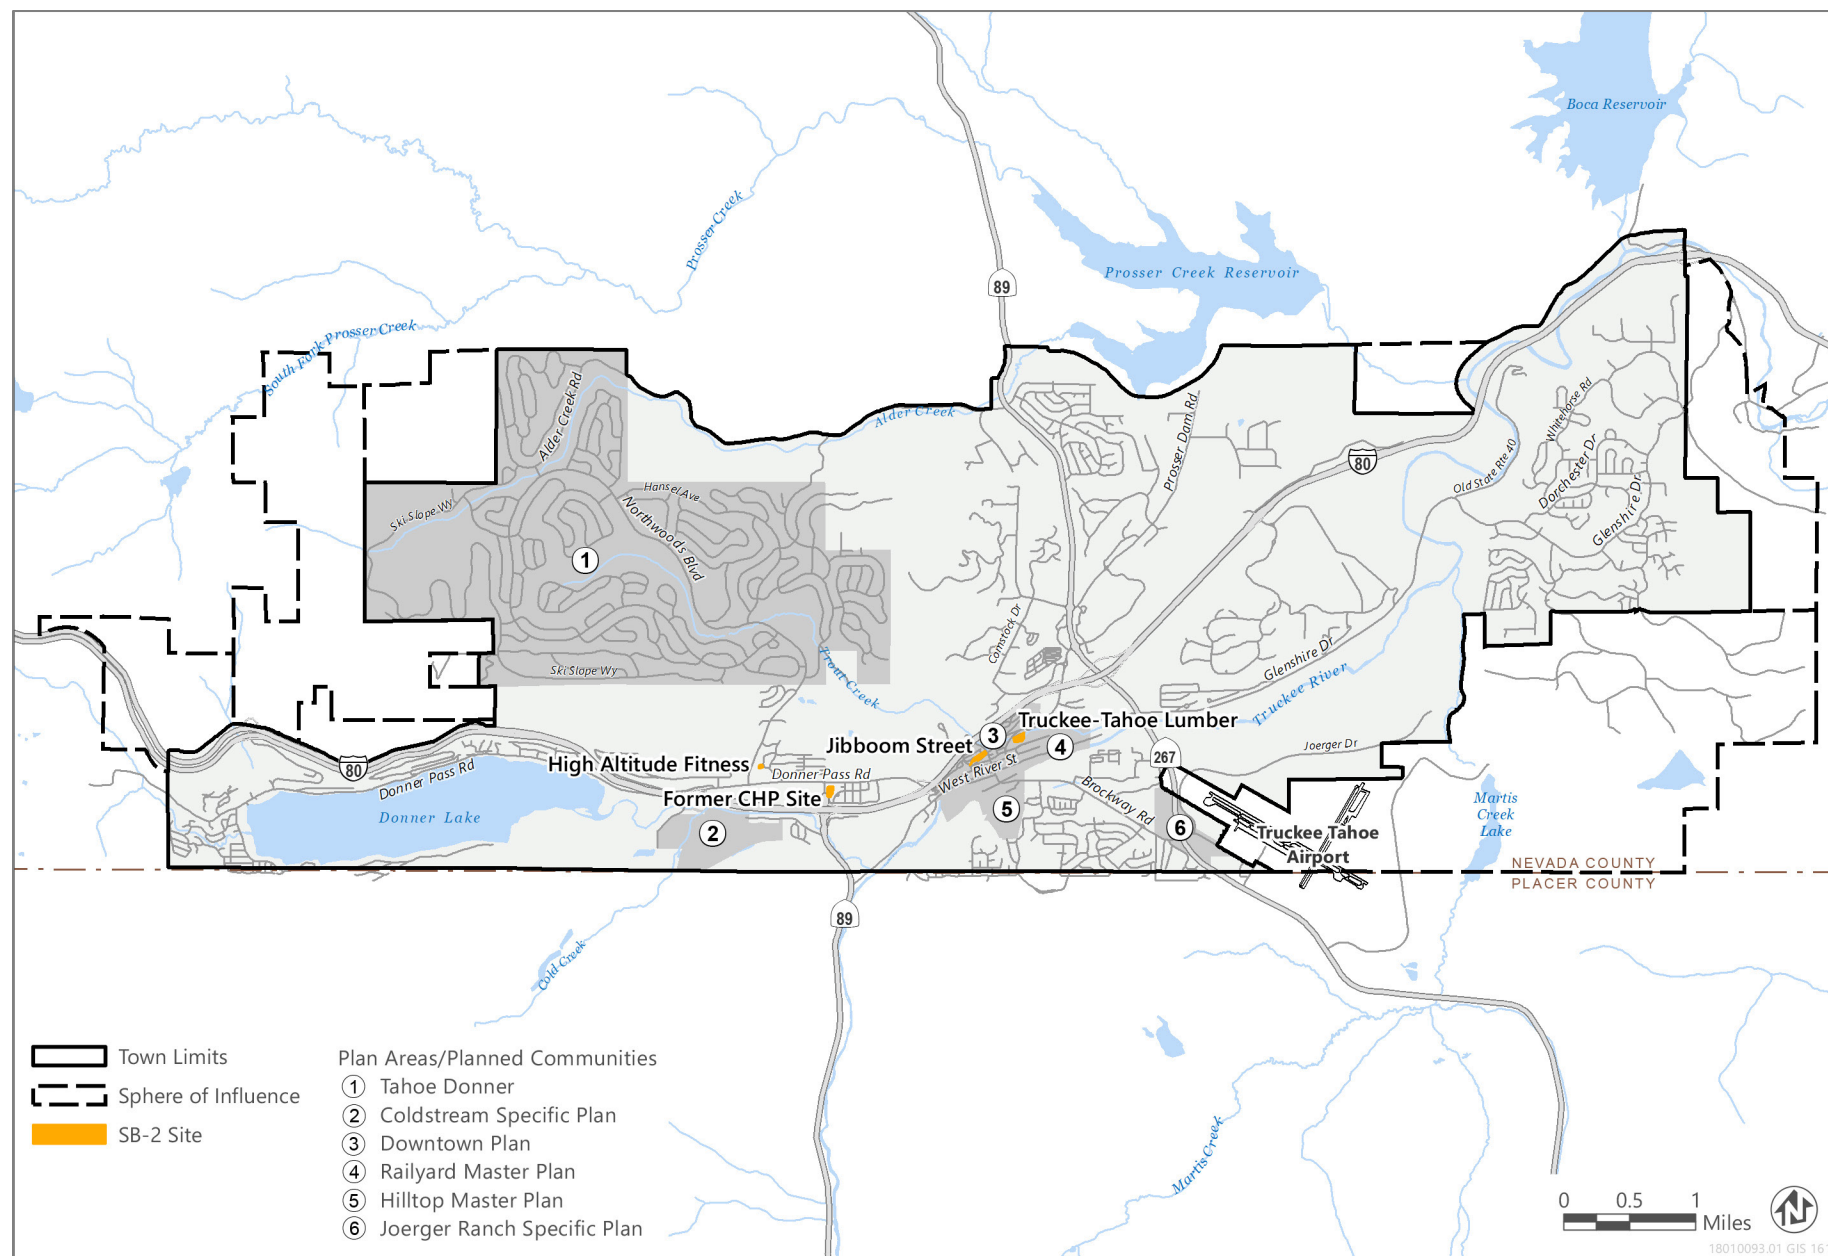 Boca Reservoir
Prosser Creek
Prosser Creek Reservoir
89
South Fork Prosser Creek
Alder Creek Rd
Alder Creek
Prosser Dam Rd
80
Whitehorse Rd
Old State Rte 40
Dorchester Dr
Glenshire Dr
Ski Slope Wy
Hansel Ave
Northwoods Blvd
1
Comstock Dr
Glenshire Dr
Trout Creek
Truckee River
Ski Slope Wy
Truckee-Tahoe Lumber
Jibboom Street
3
4
High Altitude Fitness
Donner Pass Rd
West River St
267
Joerger Dr
80
Donner Pass Rd
Former CHP Site
Brockway Rd
5
Donner Lake
2
6
Truckee Tahoe
Airport
Martis
Creek
Lake
NEVADA COUNTY
PLACER COUNTY
89
Cold Creek
Martis Creek
Town Limits
Sphere of Influence
SB-2 Site
Plan Areas/Planned Communities
1 Tahoe Donner
2 Coldstream Specific Plan
3 Downtown Plan
4 Railyard Master Plan
5 Hilltop Master Plan
6 Joerger Ranch Specific Plan
0 0.5 1
Miles
N
18010093.01 GIS